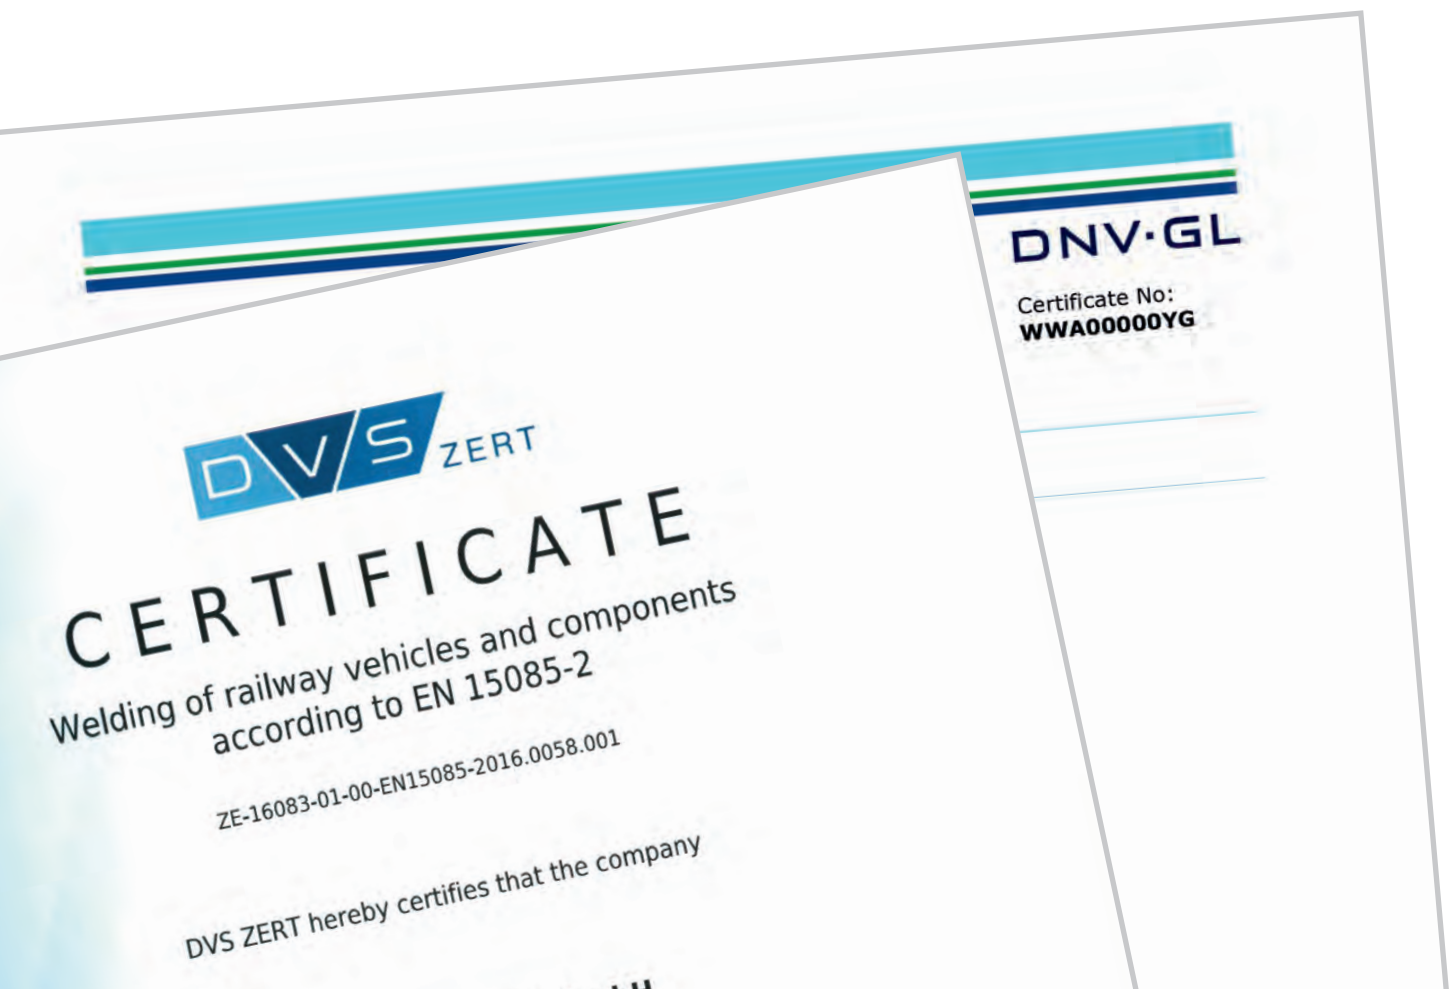 DNV·GL
Certificate No:
WWA00000YG
DVS ZERT
CERTIFICATE
Welding of railway vehicles and components
according to EN 15085-2
ZE-16083-01-00-EN15085-2016.0058.001
DVS ZERT hereby certifies that the company